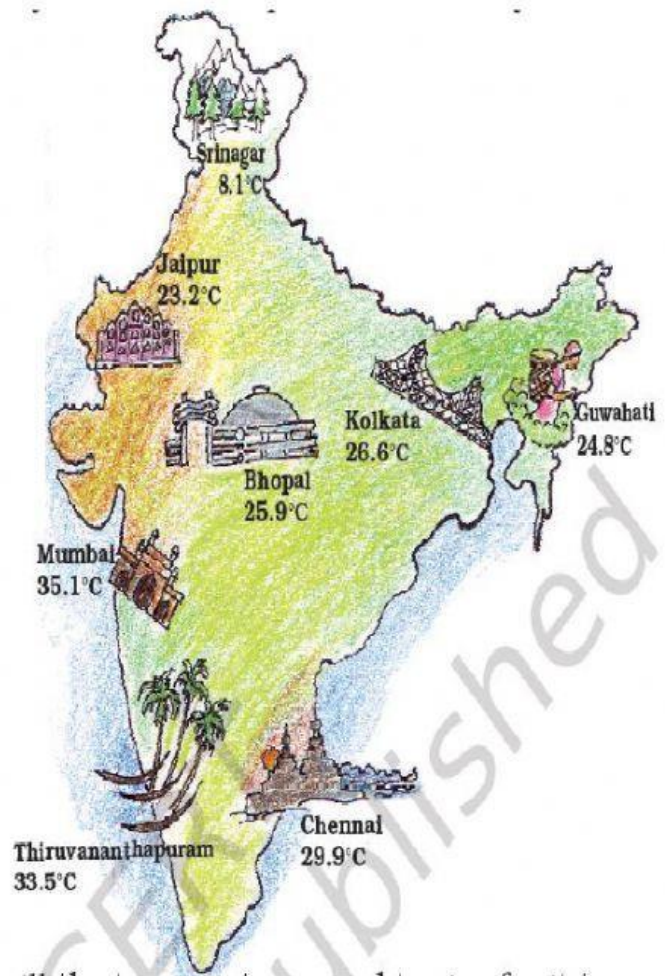 Srinagar
8.1°C
Jaipur
23.2°C
Kolkata
26.6°C
Guwahati
24.8°C
Bhopal
25.9°C
Mumbai
35.1°C
Chennai
29.9°C
Thiruvananthapuram
33.5°C
ublished